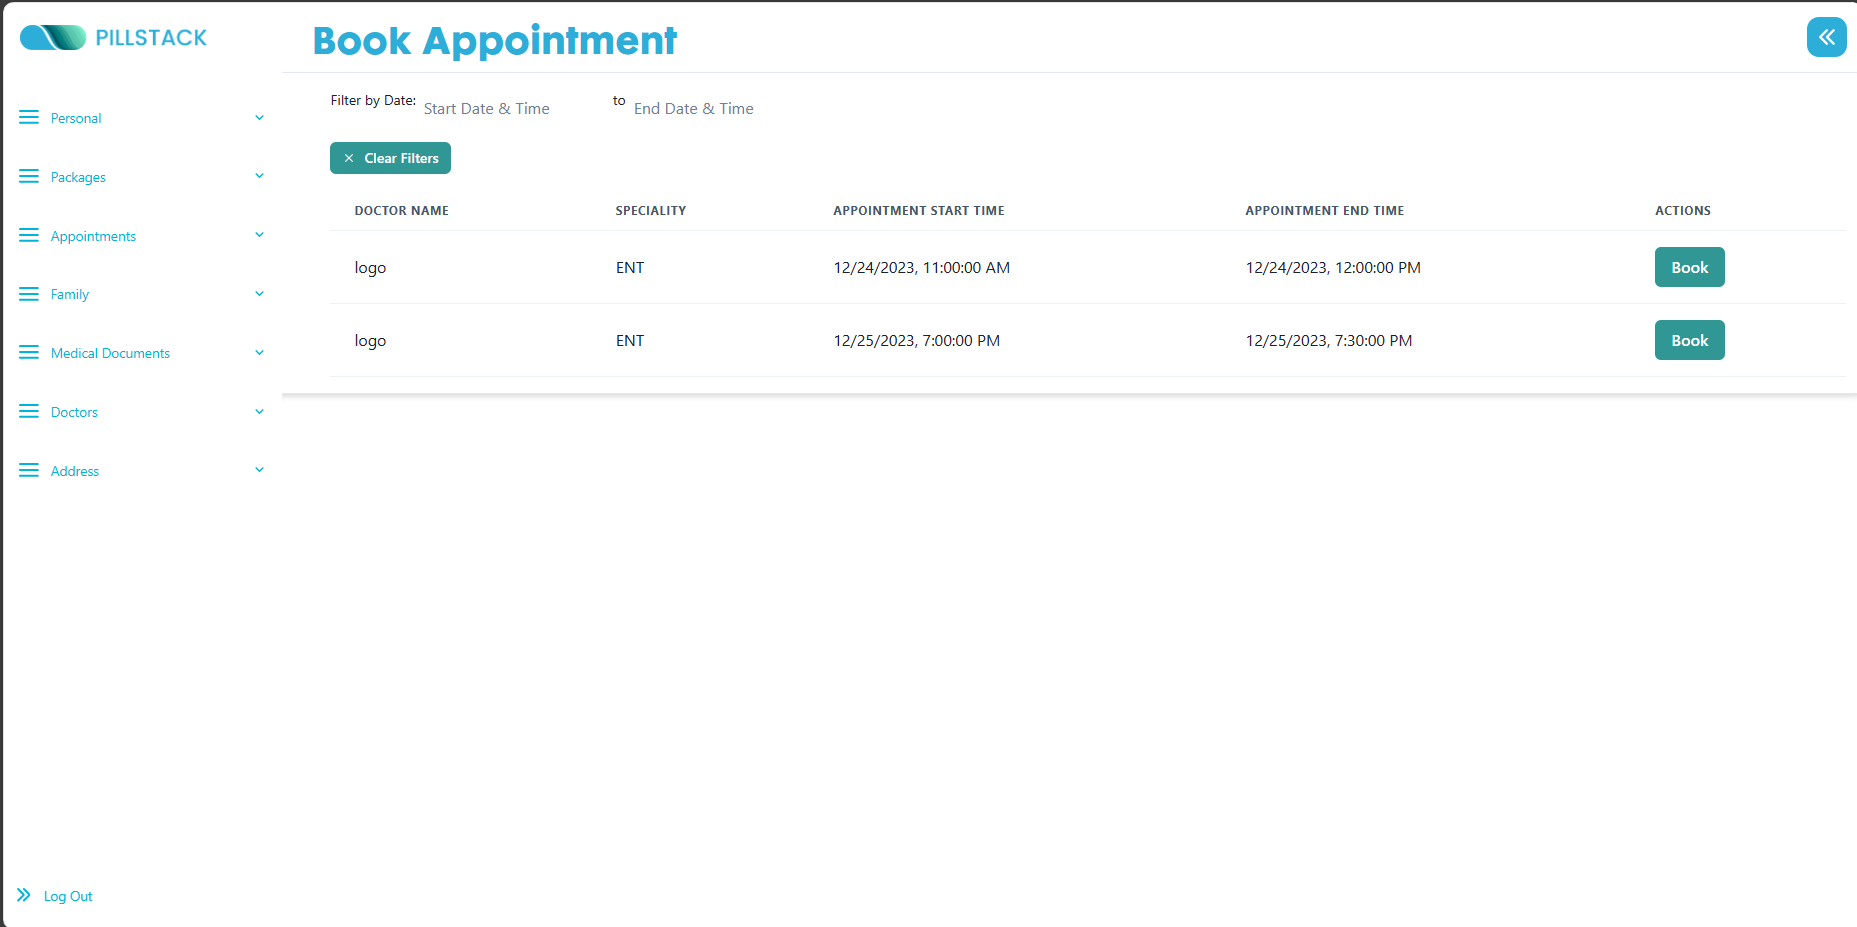 PILLSTACK
Book Appointment
Personal
Packages
Appointments
Family
Medical Documents
Doctors
Address
Log Out
Filter by Date: Start Date & Time to End Date & Time
Clear Filters
DOCTOR NAME SPECIALITY APPOINTMENT START TIME APPOINTMENT END TIME ACTIONS
logo ENT 12/24/2023, 11:00:00 AM 12/24/2023, 12:00:00 PM Book
logo ENT 12/25/2023, 7:00:00 PM 12/25/2023, 7:30:00 PM Book